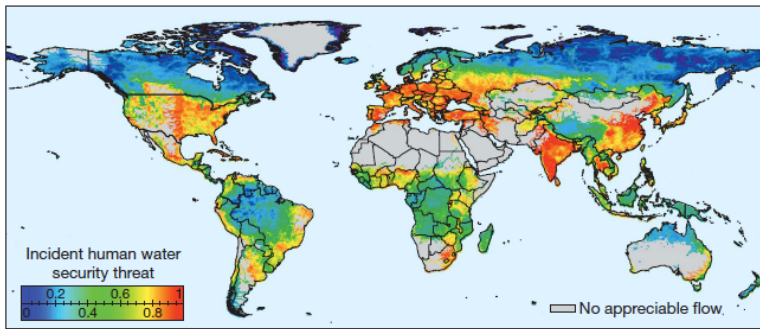 Incident human water
security threat
0 0.2 0.4 0.6 0.8 1
No appreciable flow